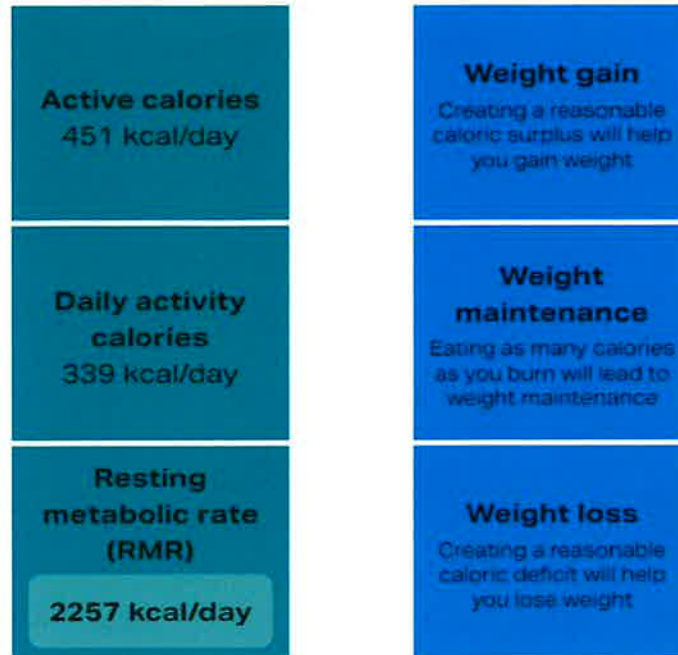 Active calories
451 kcal/day
Daily activity
calories
339 kcal/day
Resting
metabolic rate
(RMR)
2257 kcal/day
Weight gain
Creating a reasonable
caloric surplus will help
you gain weight
Weight
maintenance
Eating as many calories
as you burn will lead to
weight maintenance
Weight loss
Creating a reasonable
caloric deficit will help
you lose weight